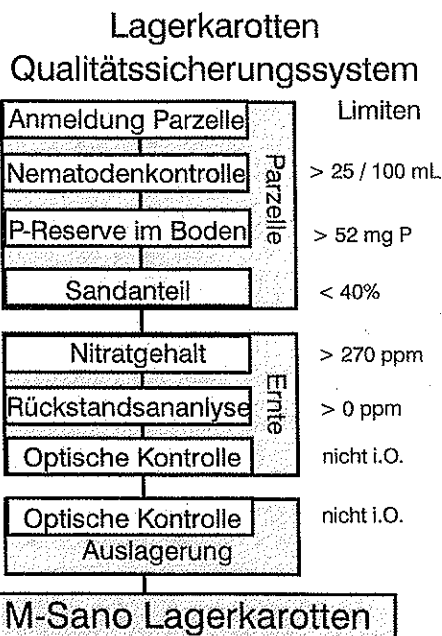 Lagerkarotten
Qualitätssicherungssystem
Limiten
Anmeldung Parzelle
Nematodenkontrolle > 25 / 100 mL
P-Reserve im Boden > 52 mg P
Sandanteil < 40%
Parzelle
Nitratgehalt > 270 ppm
Rückstandsananlyse > 0 ppm
Optische Kontrolle nicht i.O.
Ernte
Optische Kontrolle nicht i.O.
Auslagerung
M-Sano Lagerkarotten